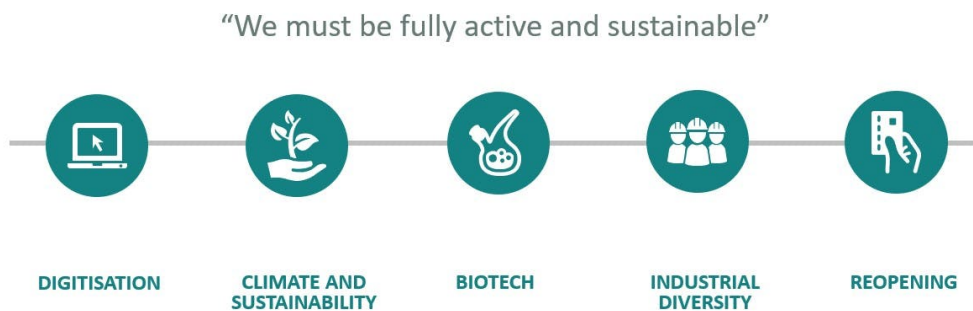 “We must be fully active and sustainable”
DIGITISATION
CLIMATE AND
SUSTAINABILITY
BIOTECH
INDUSTRIAL
DIVERSITY
REOPENING